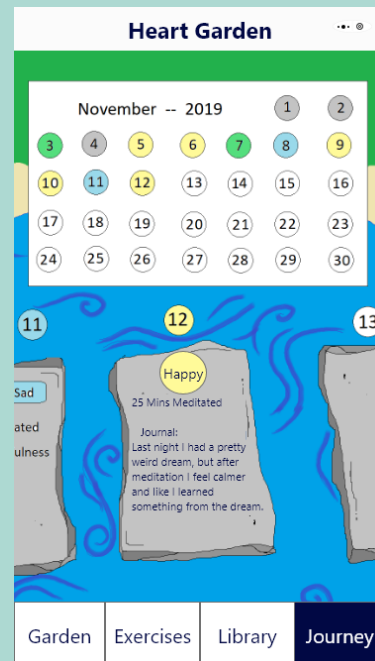 Heart Garden
November -- 2019 1 2
3 4 5 6 7 8 9
10 11 12 13 14 15 16
17 18 19 20 21 22 23
24 25 26 27 28 29 30
11 12 13
Sad
ated
ulness
Happy
25 Mins Meditated
Journal:
Last night I had a pretty
weird dream, but after
meditation I feel calmer
and like I learned
something from the dream.
Garden Exercises Library Journey